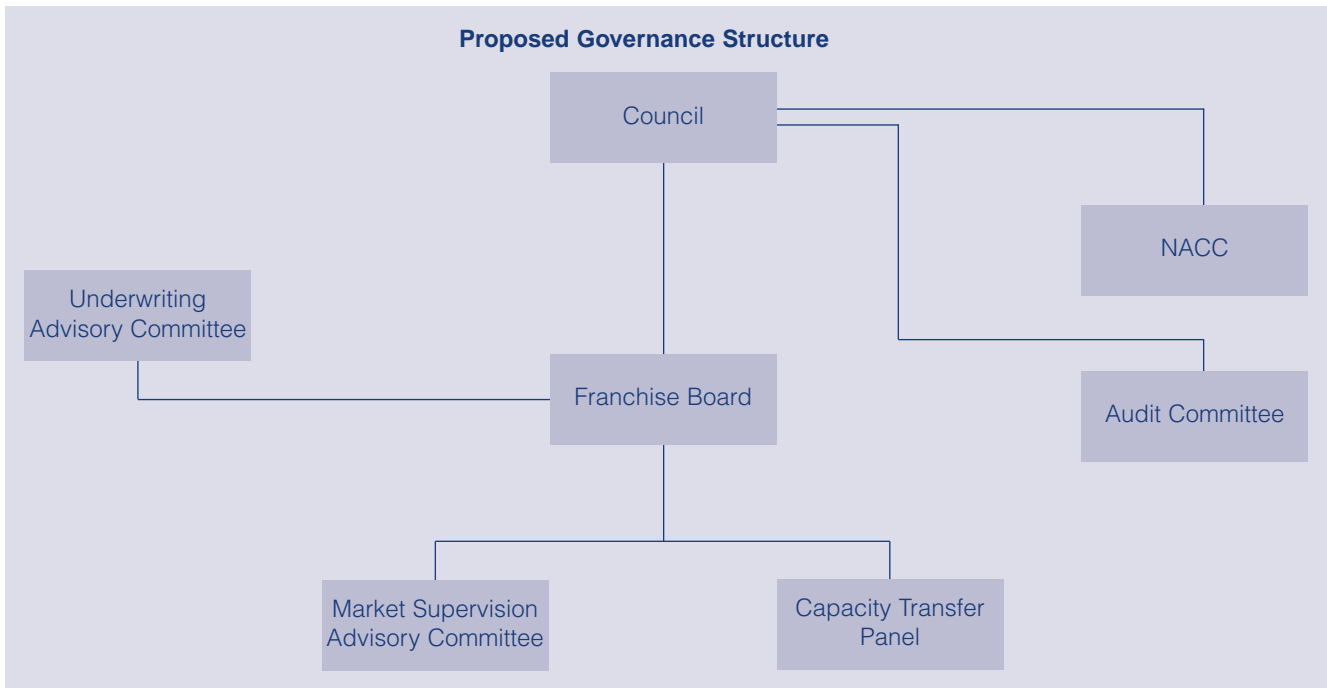 Proposed Governance Structure
Council
NACC
Underwriting
Advisory Committee
Franchise Board
Audit Committee
Market Supervision
Advisory Committee
Capacity Transfer
Panel